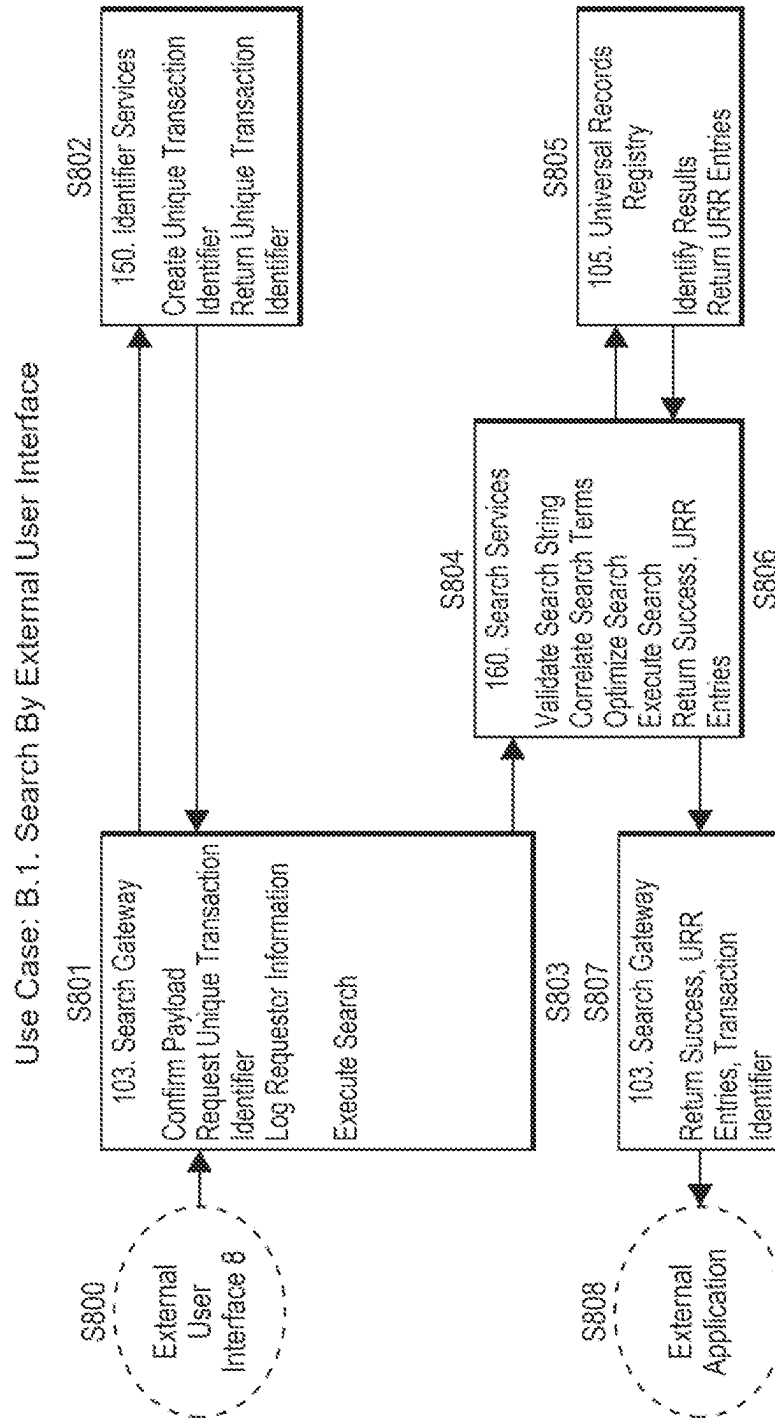 Use Case: B.1. Search By External User Interface
S800
External
User
Interface 8
S801
103. Search Gateway
Confirm Payload
Request Unique Transaction
Identifier
Log Requestor Information
Execute Search
S802
150. Identifier Services
Create Unique Transaction
Identifier
Return Unique Transaction
Identifier
S803
S804
160. Search Services
Validate Search String
Correlate Search Terms
Optimize Search
Execute Search
Return Success, URR
Entries
S805
105. Universal Records
Registry
Identify Results
Return URR Entries
S806
S807
103. Search Gateway
Return Success, URR
Entries, Transaction
Identifier
S808
External
Application